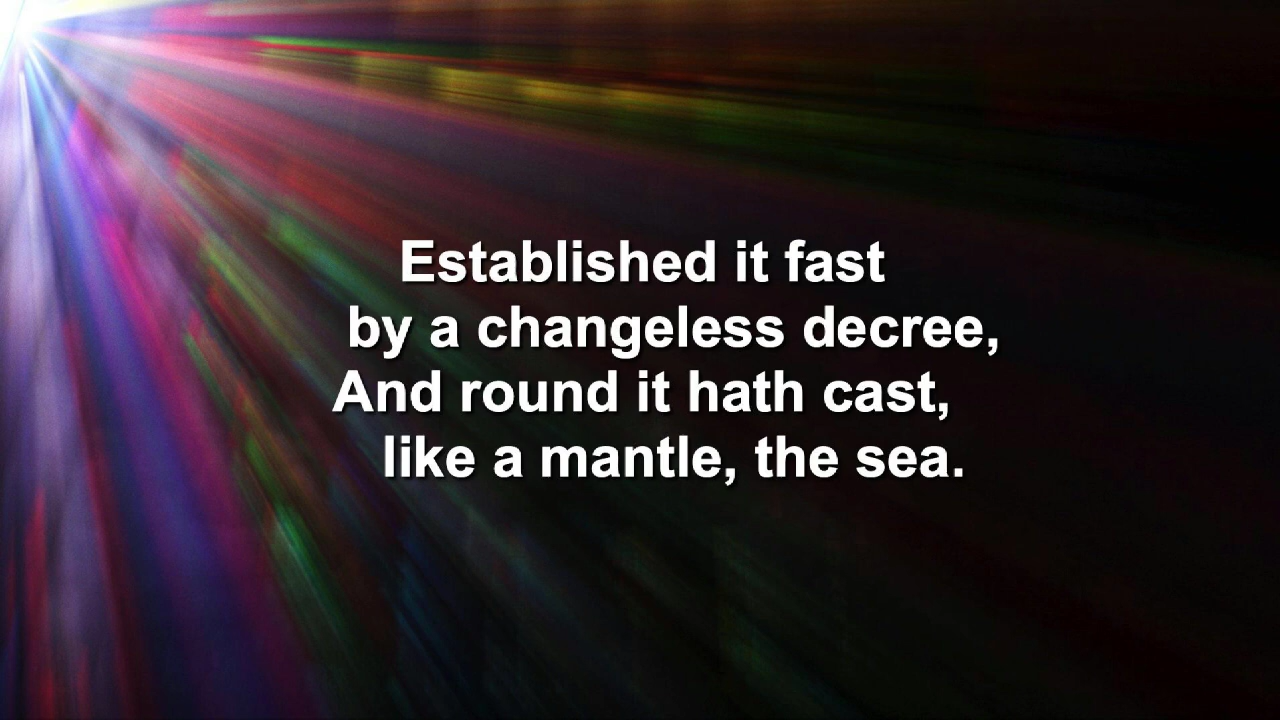 Established it fast
by a changeless decree,
And round it hath cast,
like a mantle, the sea.